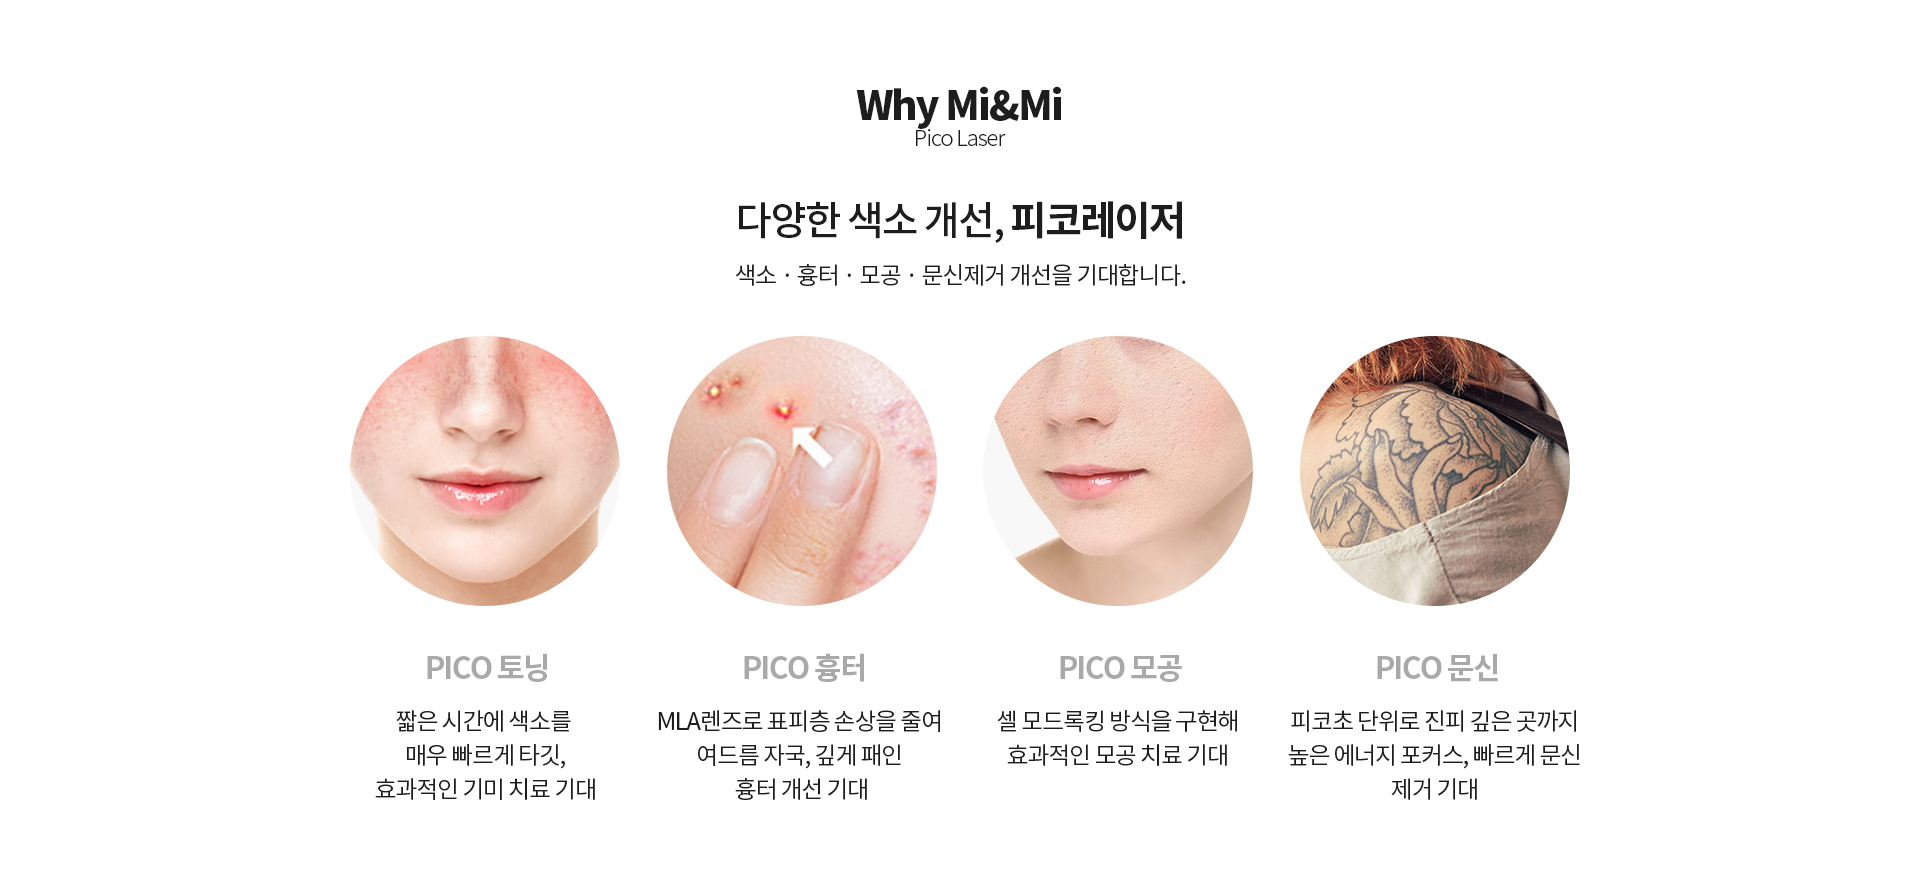 Why Mi&Mi
Pico Laser
다양한 색소 개선, 피코레이저
색소 · 흉터 · 모공 · 문신제거 개선을 기대합니다.
PICO 토닝
짧은 시간에 색소를
매우 빠르게 타깃,
효과적인 기미 치료 기대
PICO 흉터
MLA렌즈로 표피층 손상을 줄여
여드름 자국, 깊게 패인
흉터 개선 기대
PICO 모공
셀 모드록킹 방식을 구현해
효과적인 모공 치료 기대
PICO 문신
피코초 단위로 진피 깊은 곳까지
높은 에너지 포커스, 빠르게 문신
제거 기대